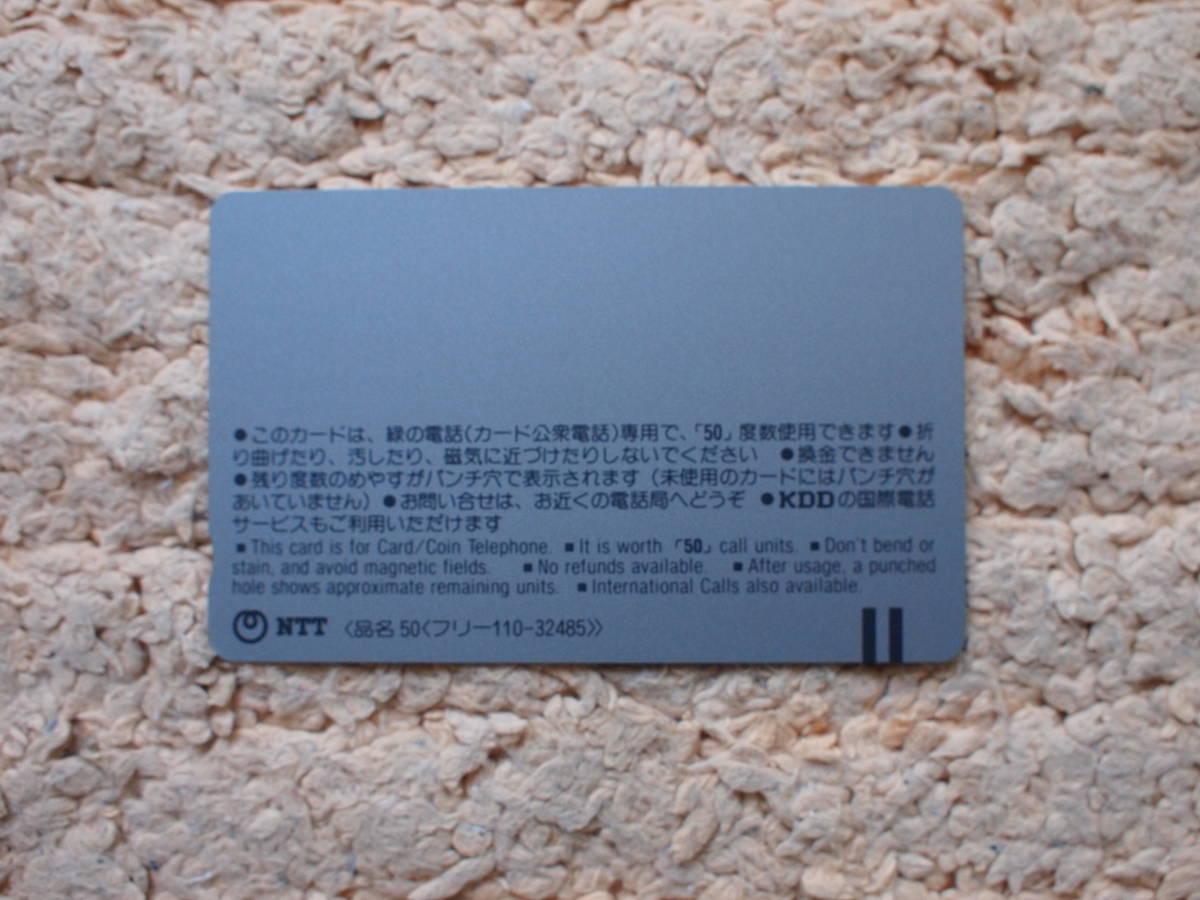 ●このカードは、緑の電話(カード公衆電話)専用で、「50」度数使用できます●折
り曲げたり、汚したり、磁気に近づけたりしないでください ●換金できません
●残り度数のめやすがパンチ穴で表示されます(未使用のカードにはパンチ穴が
あいていません)●お問い合せは、お近くの電話局へどうぞ ●KDDの国際電話
サービスもご利用いただけます
■This card is for Card/Coin Telephone. ■It is worth「50」call units. ■Don't bend or
stain, and avoid magnetic fields. ■No refunds available. ■After usage, a punched
hole shows approximate remaining units. ■International Calls also available.
NTT 〈品名 50〈フリー110-32485〉〉